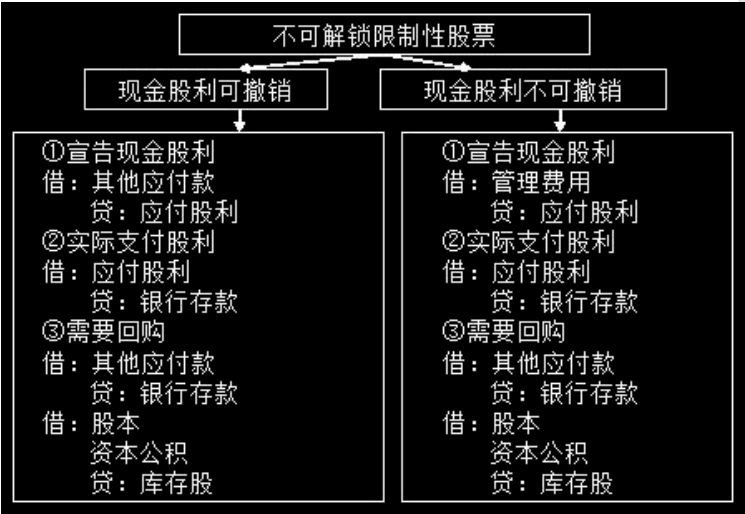 不可解锁限制性股票
现金股利可撤销
现金股利不可撤销
①宣告现金股利
借：其他应付款
贷：应付股利
②实际支付股利
借：应付股利
贷：银行存款
③需要回购
借：其他应付款
贷：银行存款
借：股本
资本公积
贷：库存股
①宣告现金股利
借：管理费用
贷：应付股利
②实际支付股利
借：应付股利
贷：银行存款
③需要回购
借：其他应付款
贷：银行存款
借：股本
资本公积
贷：库存股